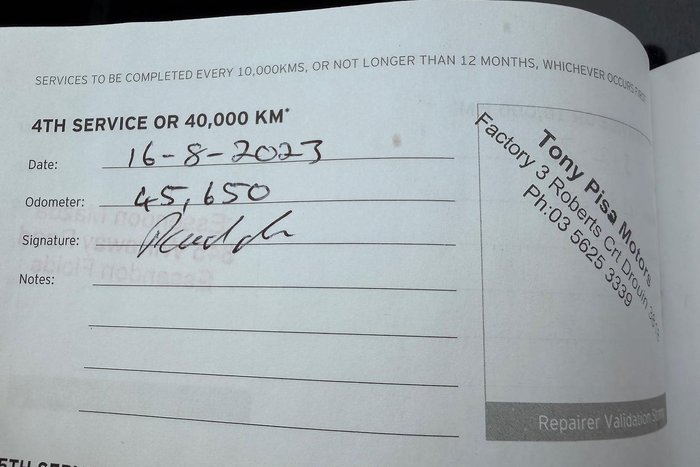 SERVICES TO BE COMPLETED EVERY 10,000KMS, OR NOT LONGER THAN 12 MONTHS, WHICHEVER OCCURS FIRST
4TH SERVICE OR 40,000 KM*
Date: 16-8-2023
Odometer: 45,650
Signature:
Notes:
Tony Pisa Motors
Factory 3 Roberts Crt Drouin
Ph:03 5625 3339
Repairer Validation
5TH